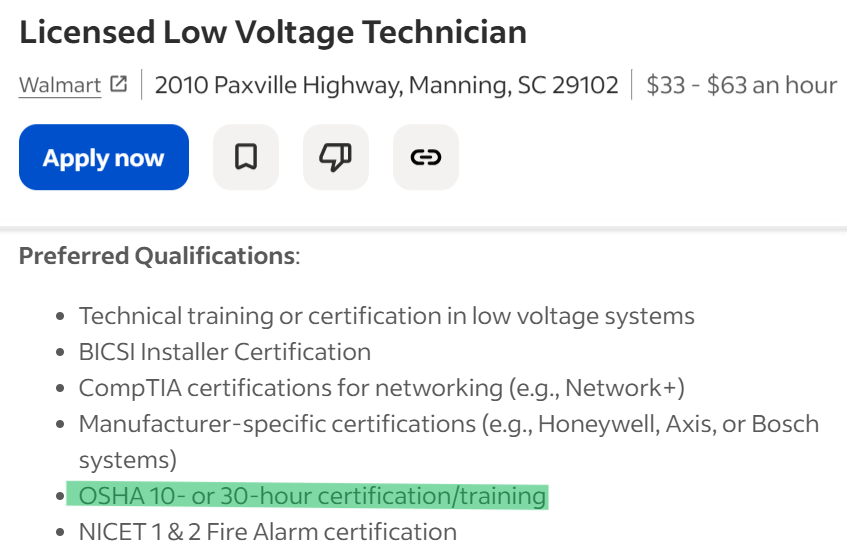 Licensed Low Voltage Technician
Walmart 2010 Paxville Highway, Manning, SC 29102 $33 - $63 an hour
Apply now
Preferred Qualifications:
• Technical training or certification in low voltage systems
• BICSI Installer Certification
• CompTIA certifications for networking (e.g., Network+)
• Manufacturer-specific certifications (e.g., Honeywell, Axis, or Bosch
systems)
• OSHA 10- or 30-hour certification/training
• NICET 1 & 2 Fire Alarm certification